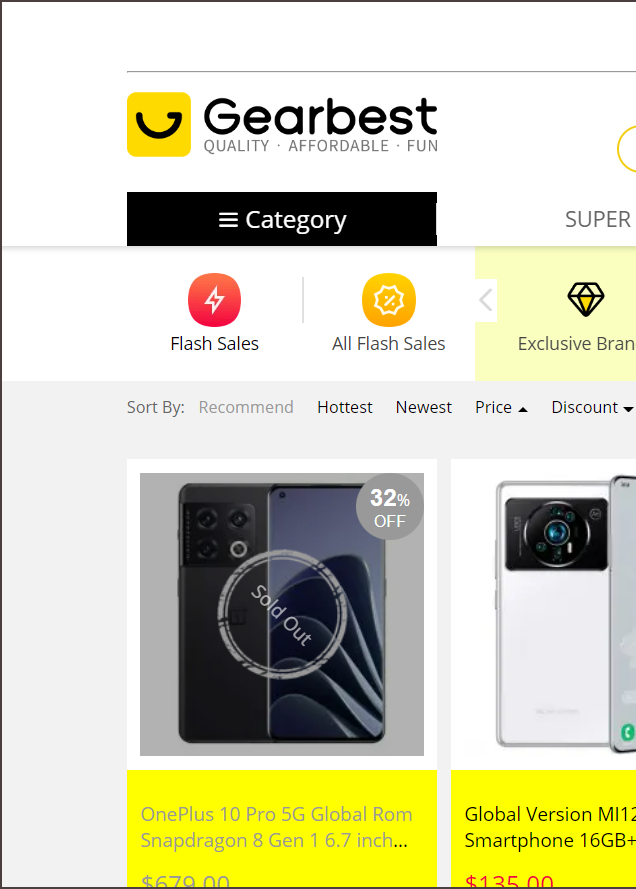 Gearbest
QUALITY · AFFORDABLE · FUN
Category
SUPER
Flash Sales
All Flash Sales
Exclusive Bran
Sort By: Recommend Hottest Newest Price Discount
32%
OFF
Sold Out
OnePlus 10 Pro 5G Global Rom
Snapdragon 8 Gen 1 6.7 inch...
$679.00
Global Version MI12
Smartphone 16GB+
$135.00